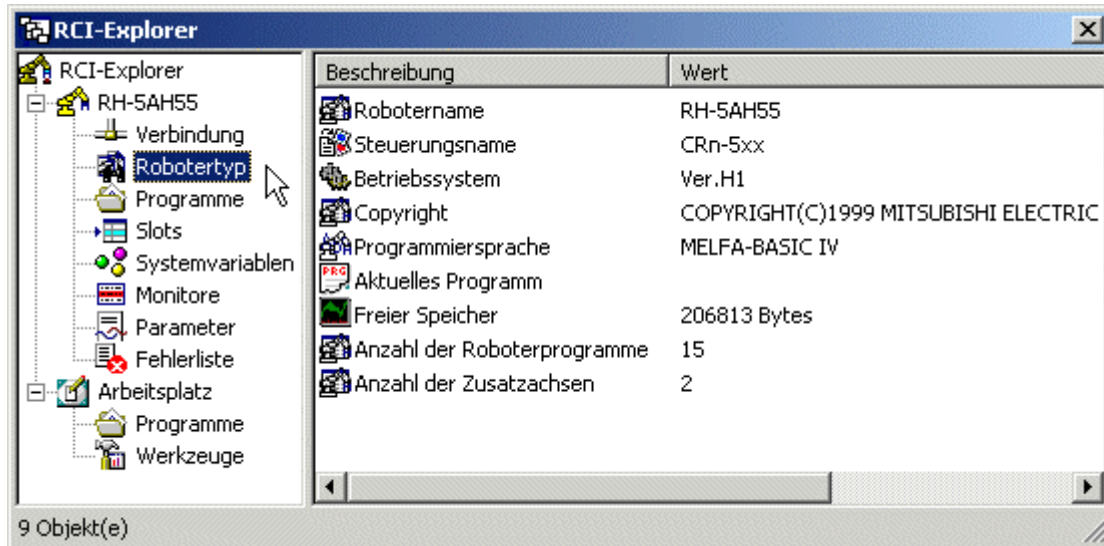 RCI-Explorer
RCI-Explorer
RH-5AH55
Verbindung
Robotertyp
Programme
Slots
Systemvariablen
Monitore
Parameter
Fehlerliste
Arbeitsplatz
Programme
Werkzeuge
Beschreibung Wert
Robotername RH-5AH55
Steuerungsname CRn-5xx
Betriebssystem Ver.H1
Copyright COPYRIGHT(C)1999 MITSUBISHI ELECTRIC
Programmiersprache MELFA-BASIC IV
PRG Aktuelles Programm
Freier Speicher 206813 Bytes
Anzahl der Roboterprogramme 15
Anzahl der Zusatzachsen 2
9 Objekt(e)